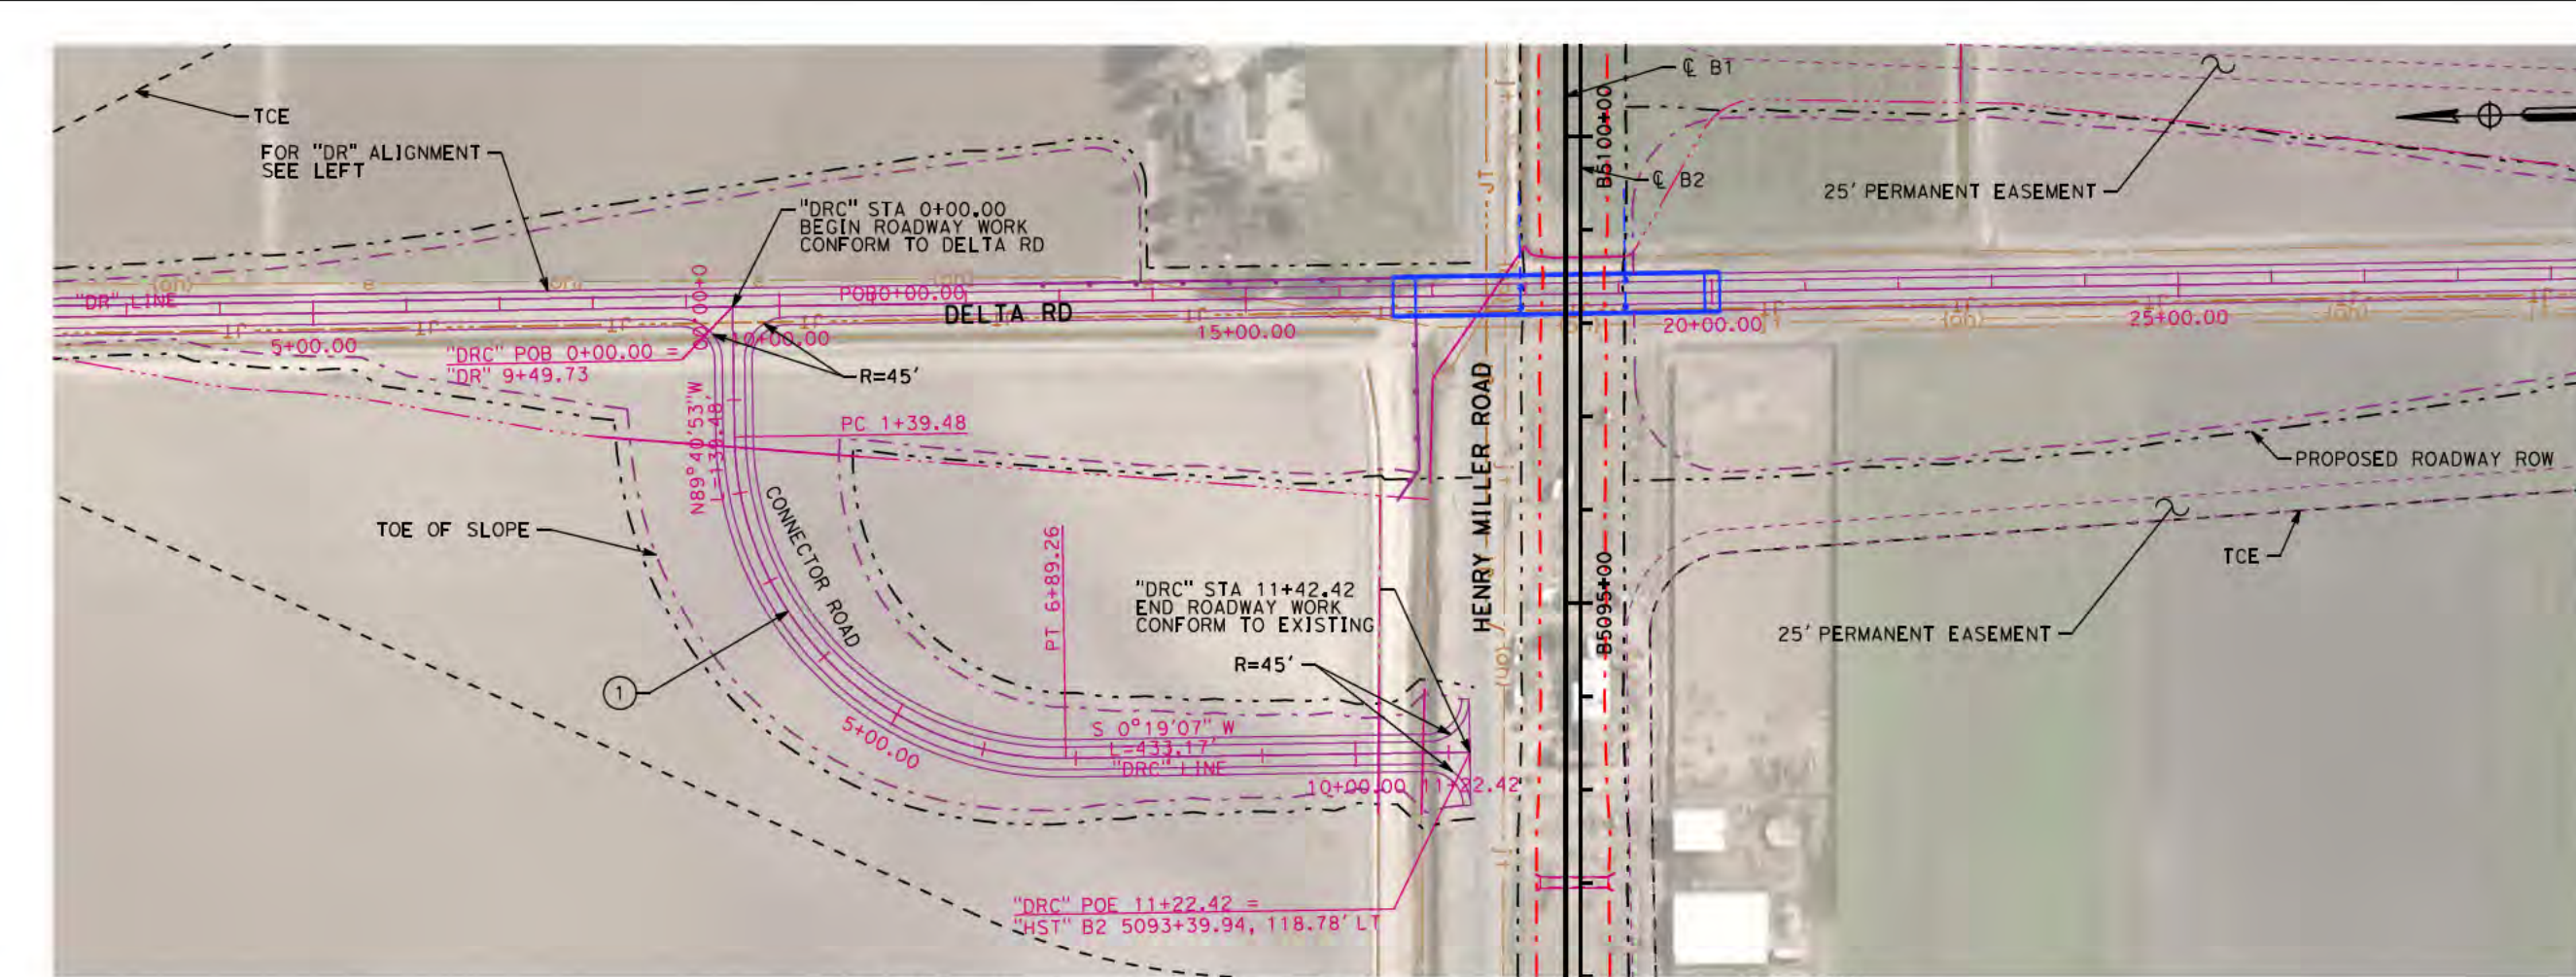 TCE
FOR "DR" ALIGNMENT
SEE LEFT
"DRC" STA 0+00.00
BEGIN ROADWAY WORK
CONFORM TO DELTA RD
"DR" LINE
POB0+00.00
DELTA RD
5+00.00
15+00.00
20+00.00
25+00.00
"DRC" POB 0+00.00 =
"DR" 9+49.73
R=45'
N89°40'53"W
L=139.48'
PC 1+39.48
CONNECTOR ROAD
TOE OF SLOPE
1
PT 6+89.26
5+00.00
S 0°19'07" W
L=433.17'
"DRC" LINE
10+00.00
11+22.42
"DRC" STA 11+42.42
END ROADWAY WORK
CONFORM TO EXISTING
R=45'
"DRC" POE 11+22.42 =
"HST" B2 5093+39.94, 118.78' LT
HENRY MILLER ROAD
℄ B1
℄ B2
B5100+00
B5095+00
25' PERMANENT EASEMENT
PROPOSED ROADWAY ROW
TCE
25' PERMANENT EASEMENT